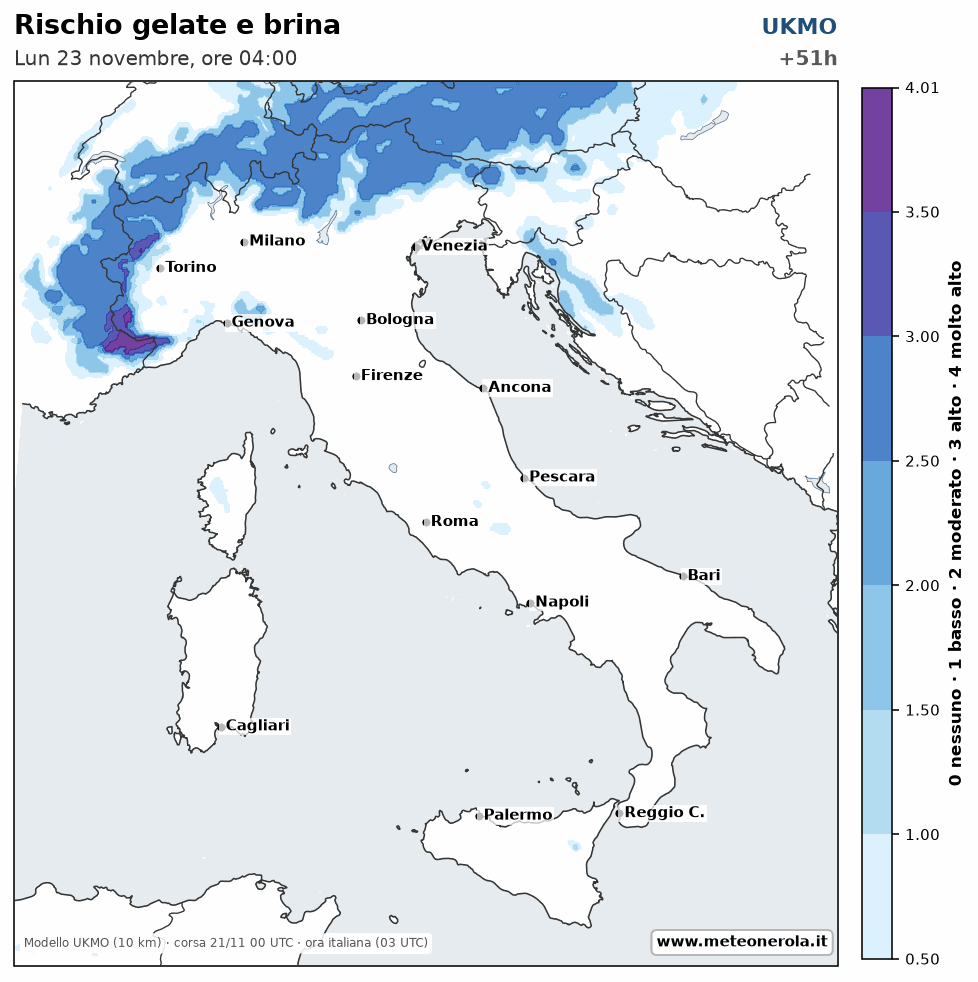 Rischio gelate e brina
UKMO
Lun 23 novembre, ore 04:00
+51h
4.01
3.50
3.00
2.50
2.00
1.50
1.00
0.50
0 nessuno · 1 basso · 2 moderato · 3 alto · 4 molto alto
Milano
Venezia
Torino
Genova
Bologna
Firenze
Ancona
Pescara
Roma
Bari
Napoli
Cagliari
Palermo
Reggio C.
Modello UKMO (10 km) · corsa 21/11 00 UTC · ora italiana (03 UTC)
www.meteonerola.it